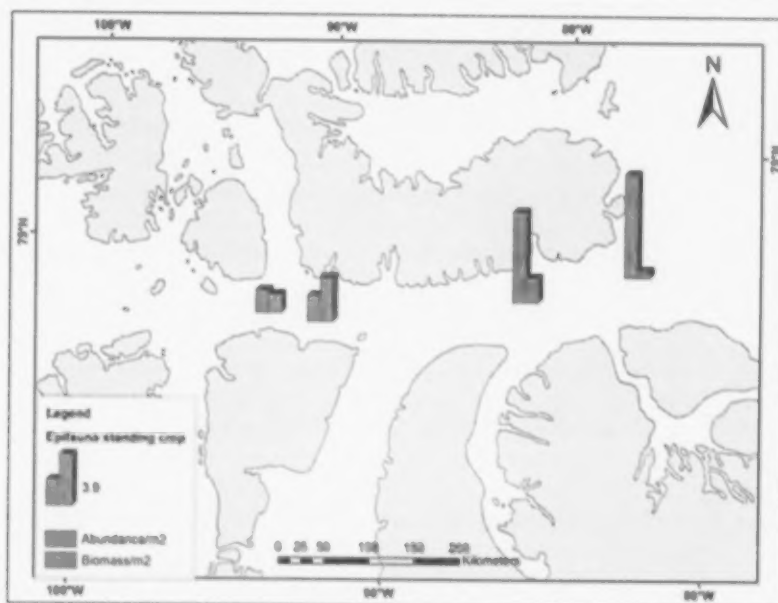 100°W 90°W 80°W
N
75°N
75°N
Legend
Epifauna standing crop
3.9
Abundance/m2
Biomass/m2
0 25 50 100 150 200
Kilometers
100°W 90°W 80°W